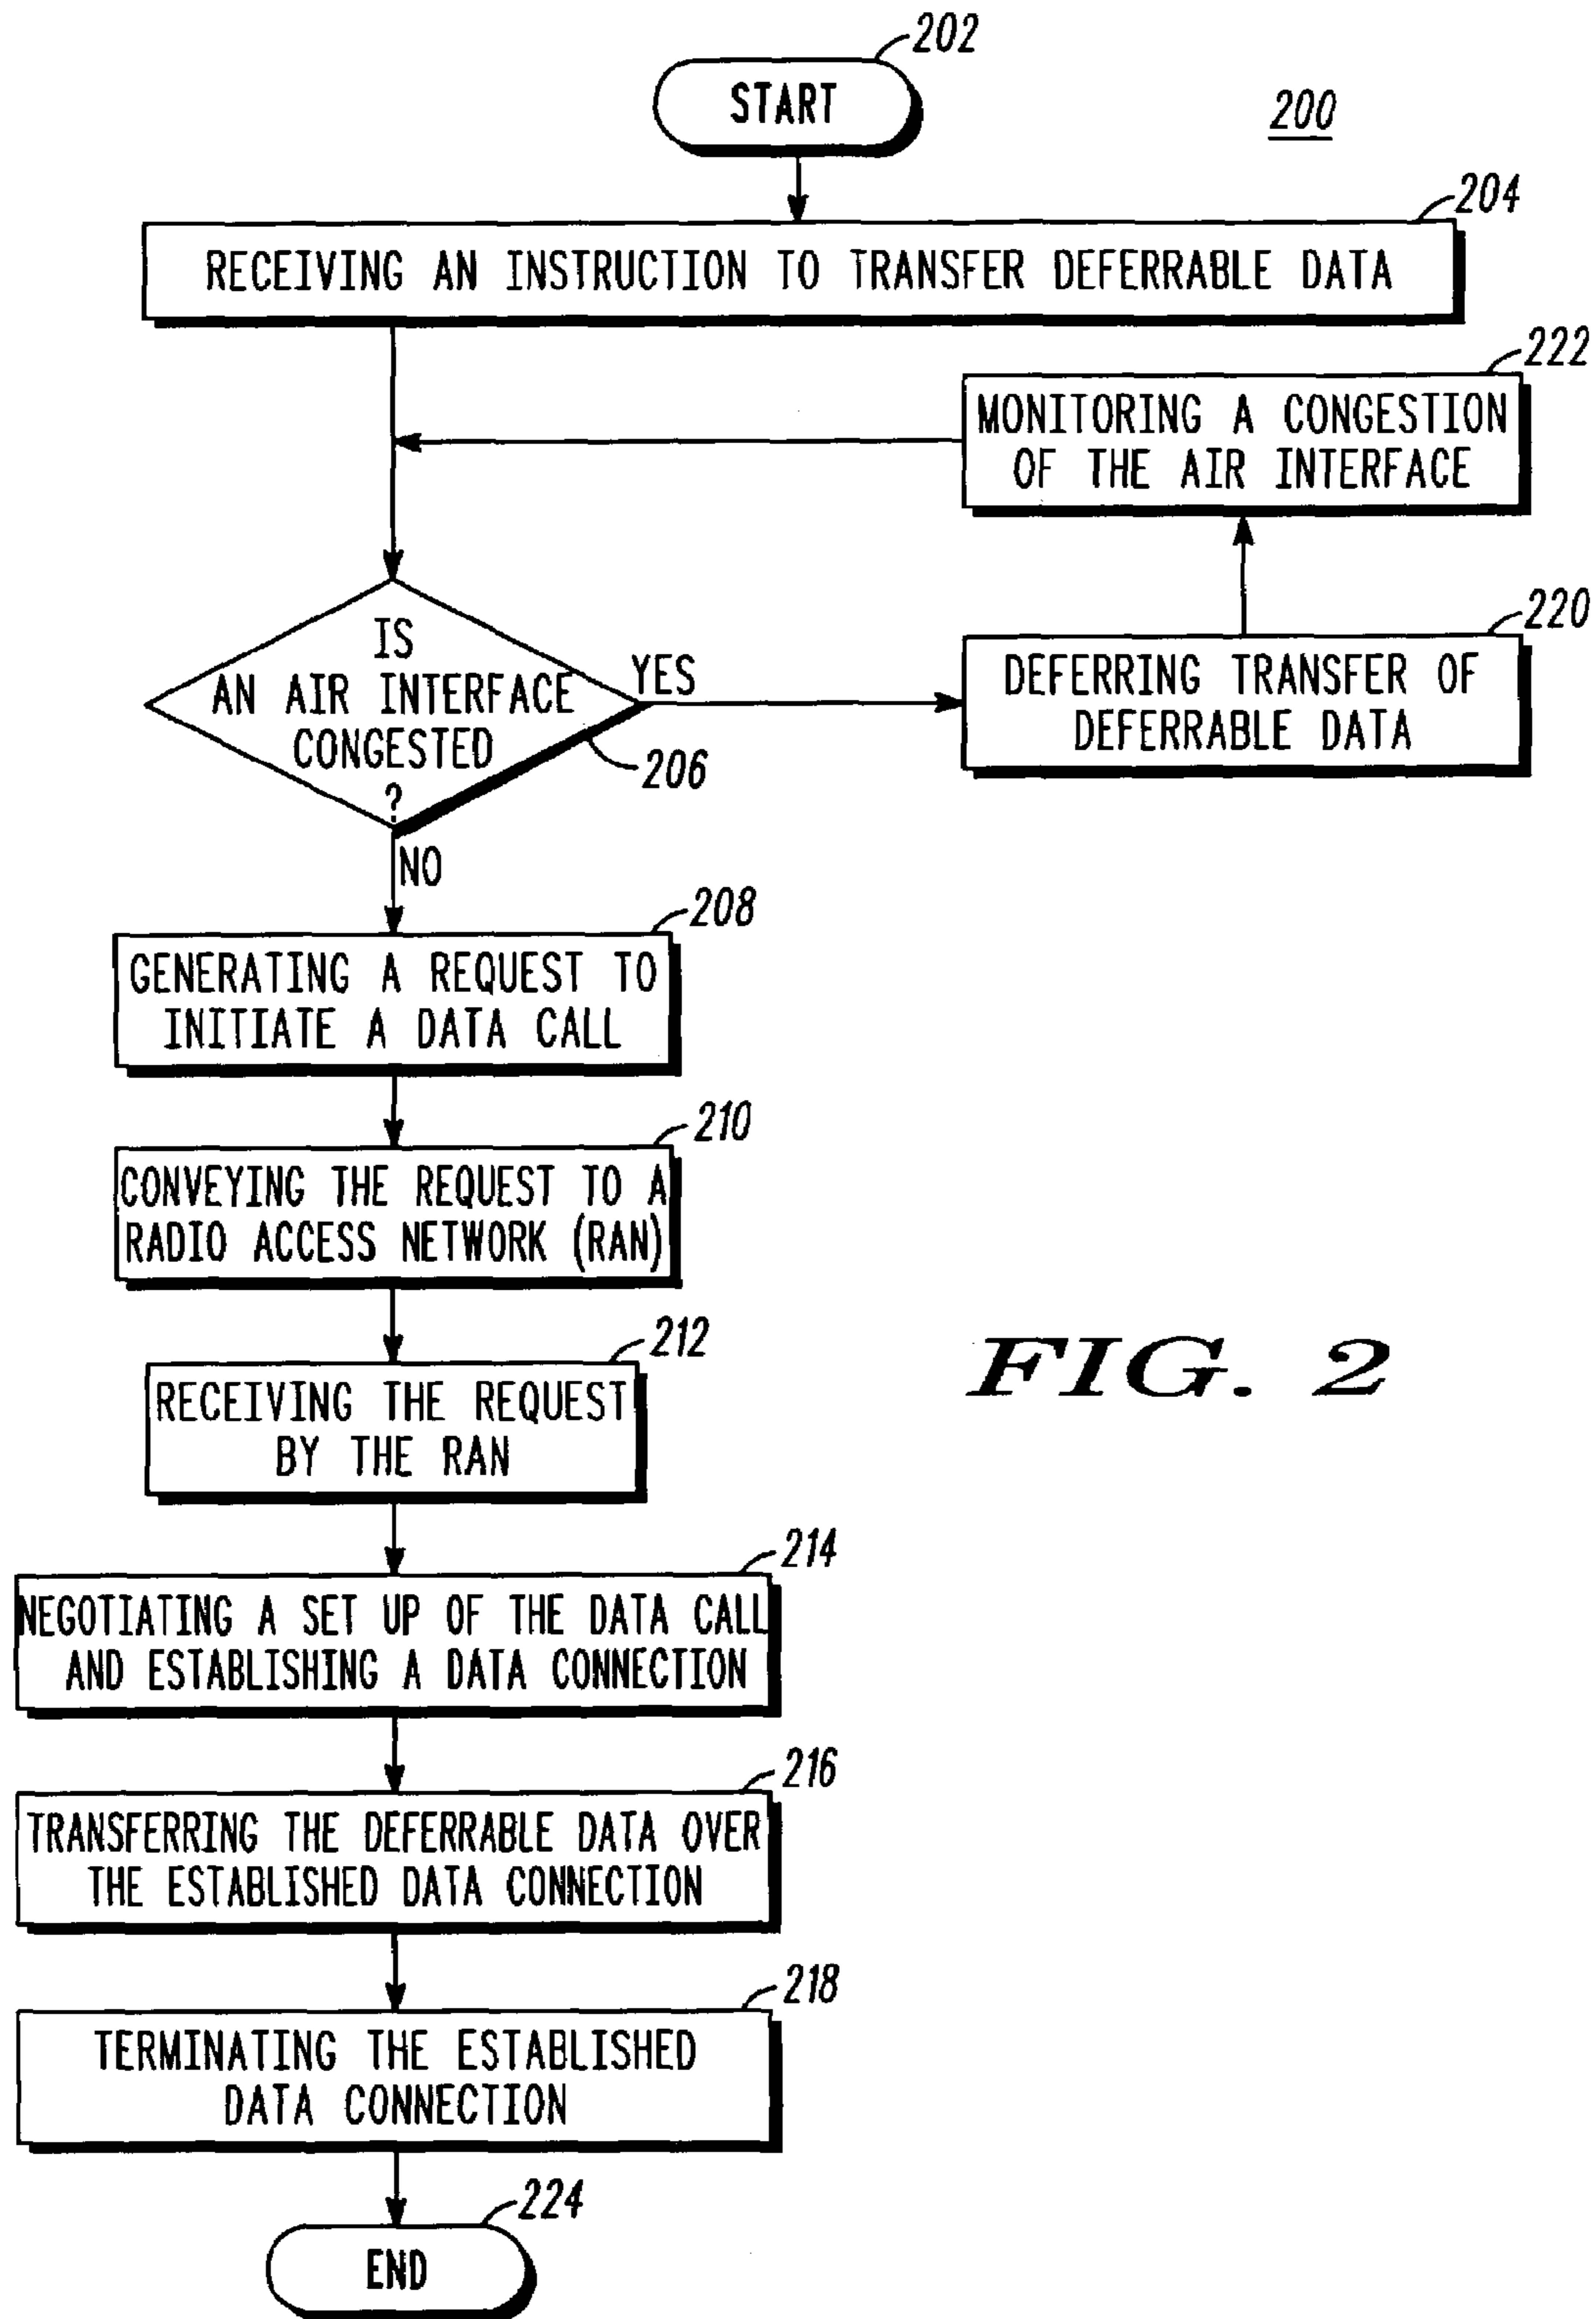 202
START
200
204
RECEIVING AN INSTRUCTION TO TRANSFER DEFERRABLE DATA
222
MONITORING A CONGESTION
OF THE AIR INTERFACE
220
DEFERRING TRANSFER OF
DEFERRABLE DATA
IS
AN AIR INTERFACE
CONGESTED
?
YES
206
NO
208
GENERATING A REQUEST TO
INITIATE A DATA CALL
210
CONVEYING THE REQUEST TO A
RADIO ACCESS NETWORK (RAN)
212
RECEIVING THE REQUEST
BY THE RAN
FIG. 2
214
NEGOTIATING A SET UP OF THE DATA CALL
AND ESTABLISHING A DATA CONNECTION
216
TRANSFERRING THE DEFERRABLE DATA OVER
THE ESTABLISHED DATA CONNECTION
218
TERMINATING THE ESTABLISHED
DATA CONNECTION
224
END